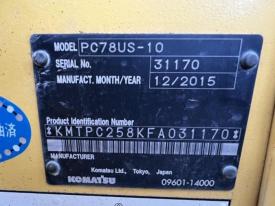 MODEL PC78US-10
SERIAL NO. 31170
MANUFACT. MONTH/YEAR 12/2015
Product Identification Number
*KMTPC258KFA031170*
MANUFACTURER
Komatsu Ltd. Tokyo, Japan
KOMATSU 09601-14000